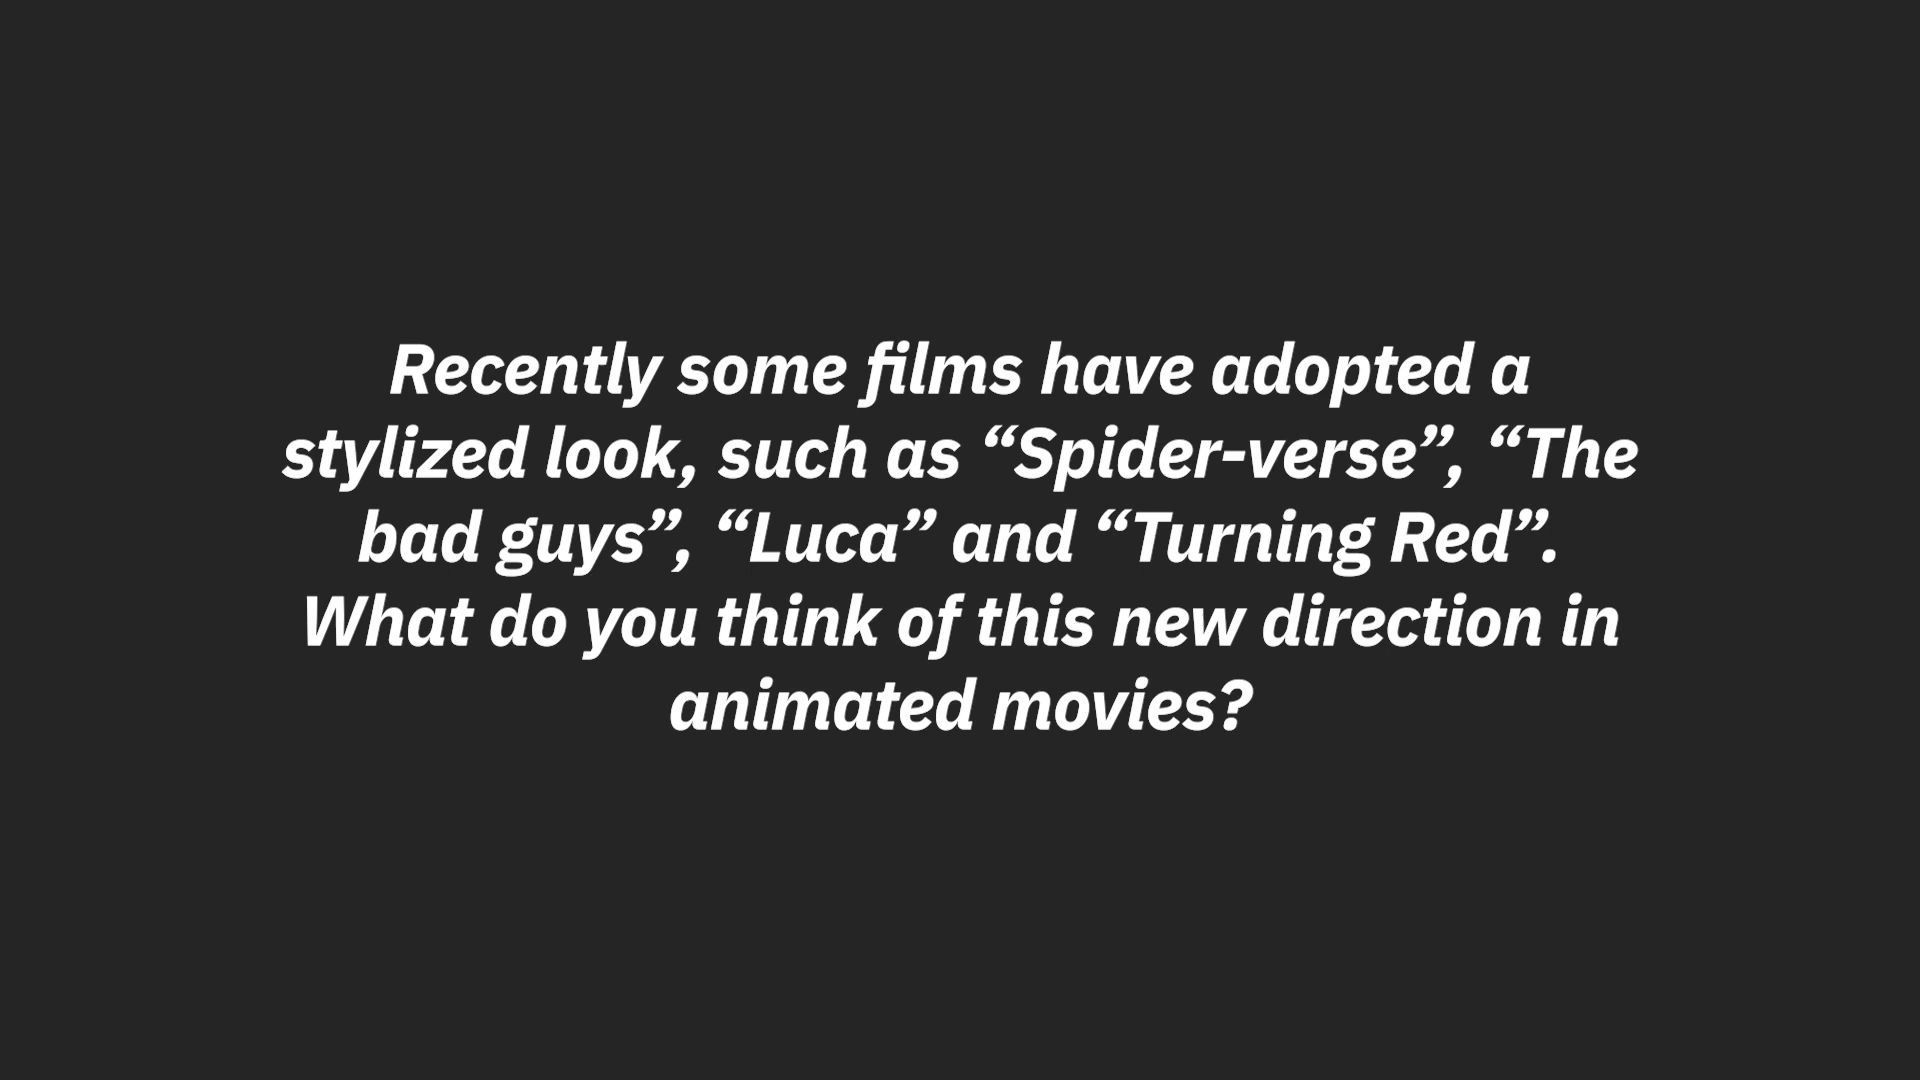 Recently some films have adopted a
stylized look, such as “Spider-verse”, “The
bad guys”, “Luca” and “Turning Red”.
What do you think of this new direction in
animated movies?